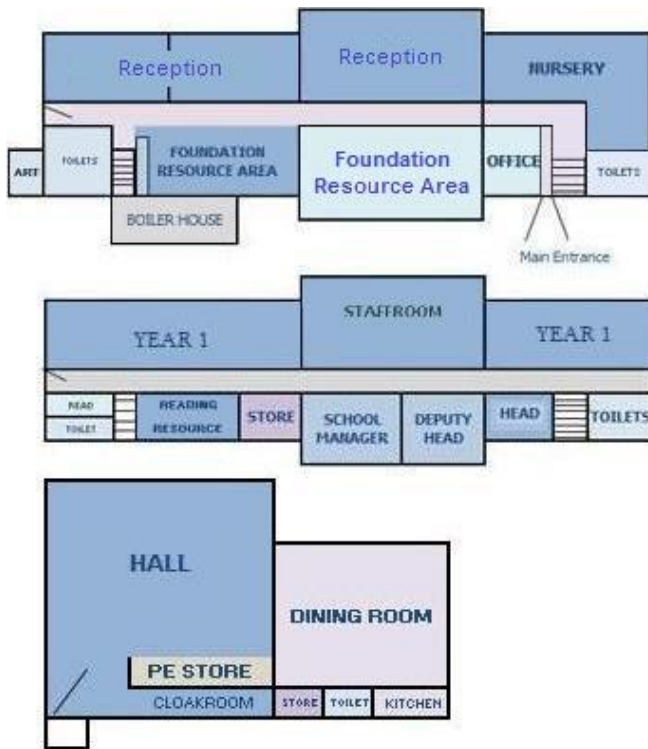 Reception
Reception
NURSERY
ART
TOILETS
FOUNDATION
RESOURCE AREA
Foundation
Resource Area
OFFICE
TOILETS
BOILER HOUSE
Main Entrance
STAFFROOM
YEAR 1
YEAR 1
READ
TOILET
READING
RESOURCE
STORE
SCHOOL
MANAGER
DEPUTY
HEAD
HEAD
TOILETS
HALL
DINING ROOM
PE STORE
CLOAKROOM
STORE
TOILET
KITCHEN